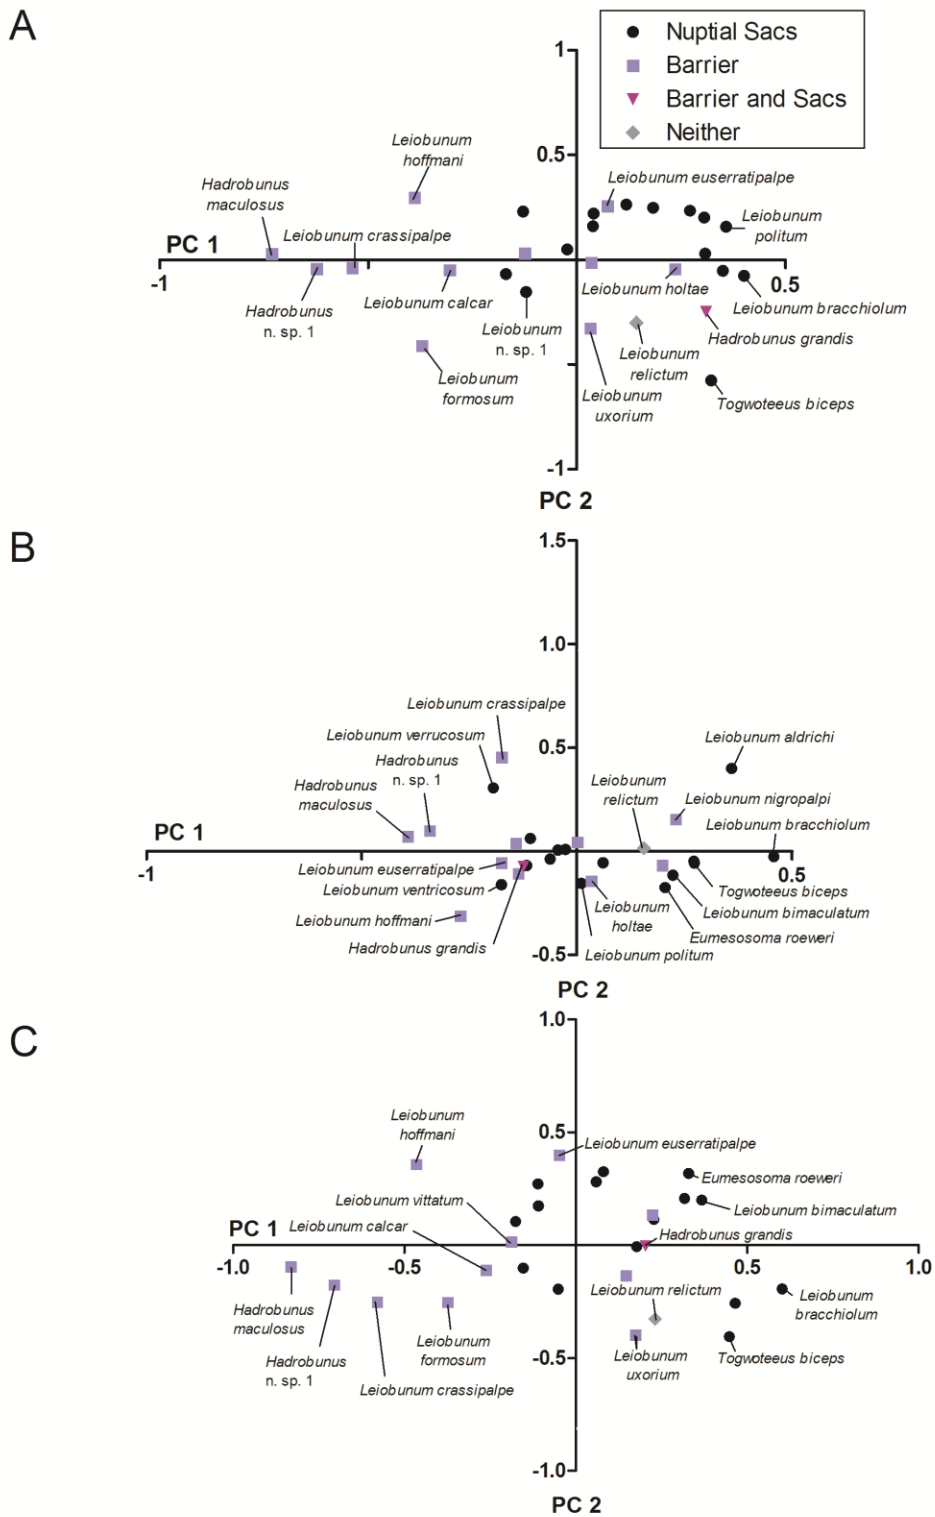 A
Nuptial Sacs
Barrier
Barrier and Sacs
Neither
1
0.5
Leiobunum
hoffmani
Leiobunum euserratipalpe
Hadrobunus
maculosus
Leiobunum
politum
Leiobunum crassipalpe
PC 1
-1
0.5
Leiobunum holtae
Leiobunum calcar
Hadrobunus
n. sp. 1
Leiobunum bracchiolum
Leiobunum
n. sp. 1
Hadrobunus grandis
Leiobunum
relictum
Leiobunum
formosum
Leiobunum
uxorium
Togwoteeus biceps
-1
PC 2
B
1.5
1.0
Leiobunum crassipalpe
Leiobunum verrucosum
Leiobunum aldrichi
0.5
Hadrobunus
n. sp. 1
Leiobunum
relictum
Hadrobunus
maculosus
Leiobunum nigropalpi
PC 1
Leiobunum bracchiolum
-1
0.5
Leiobunum euserratipalpe
Leiobunum ventricosum
Togwoteeus biceps
Leiobunum
holtae
Leiobunum bimaculatum
Leiobunum hoffmani
Eumesosoma roeweri
Hadrobunus grandis
-0.5
Leiobunum politum
PC 2
C
1.0
Leiobunum
hoffmani
0.5
Leiobunum euserratipalpe
Eumesosoma roeweri
Leiobunum vittatum
Leiobunum bimaculatum
Leiobunum calcar
PC 1
Hadrobunus grandis
-1.0
-0.5
0.5
1.0
Leiobunum relictum
Hadrobunus
maculosus
Leiobunum
bracchiolum
Leiobunum
formosum
Hadrobunus
n. sp. 1
Leiobunum
uxorium
Togwoteeus biceps
-0.5
Leiobunum crassipalpe
-1.0
PC 2